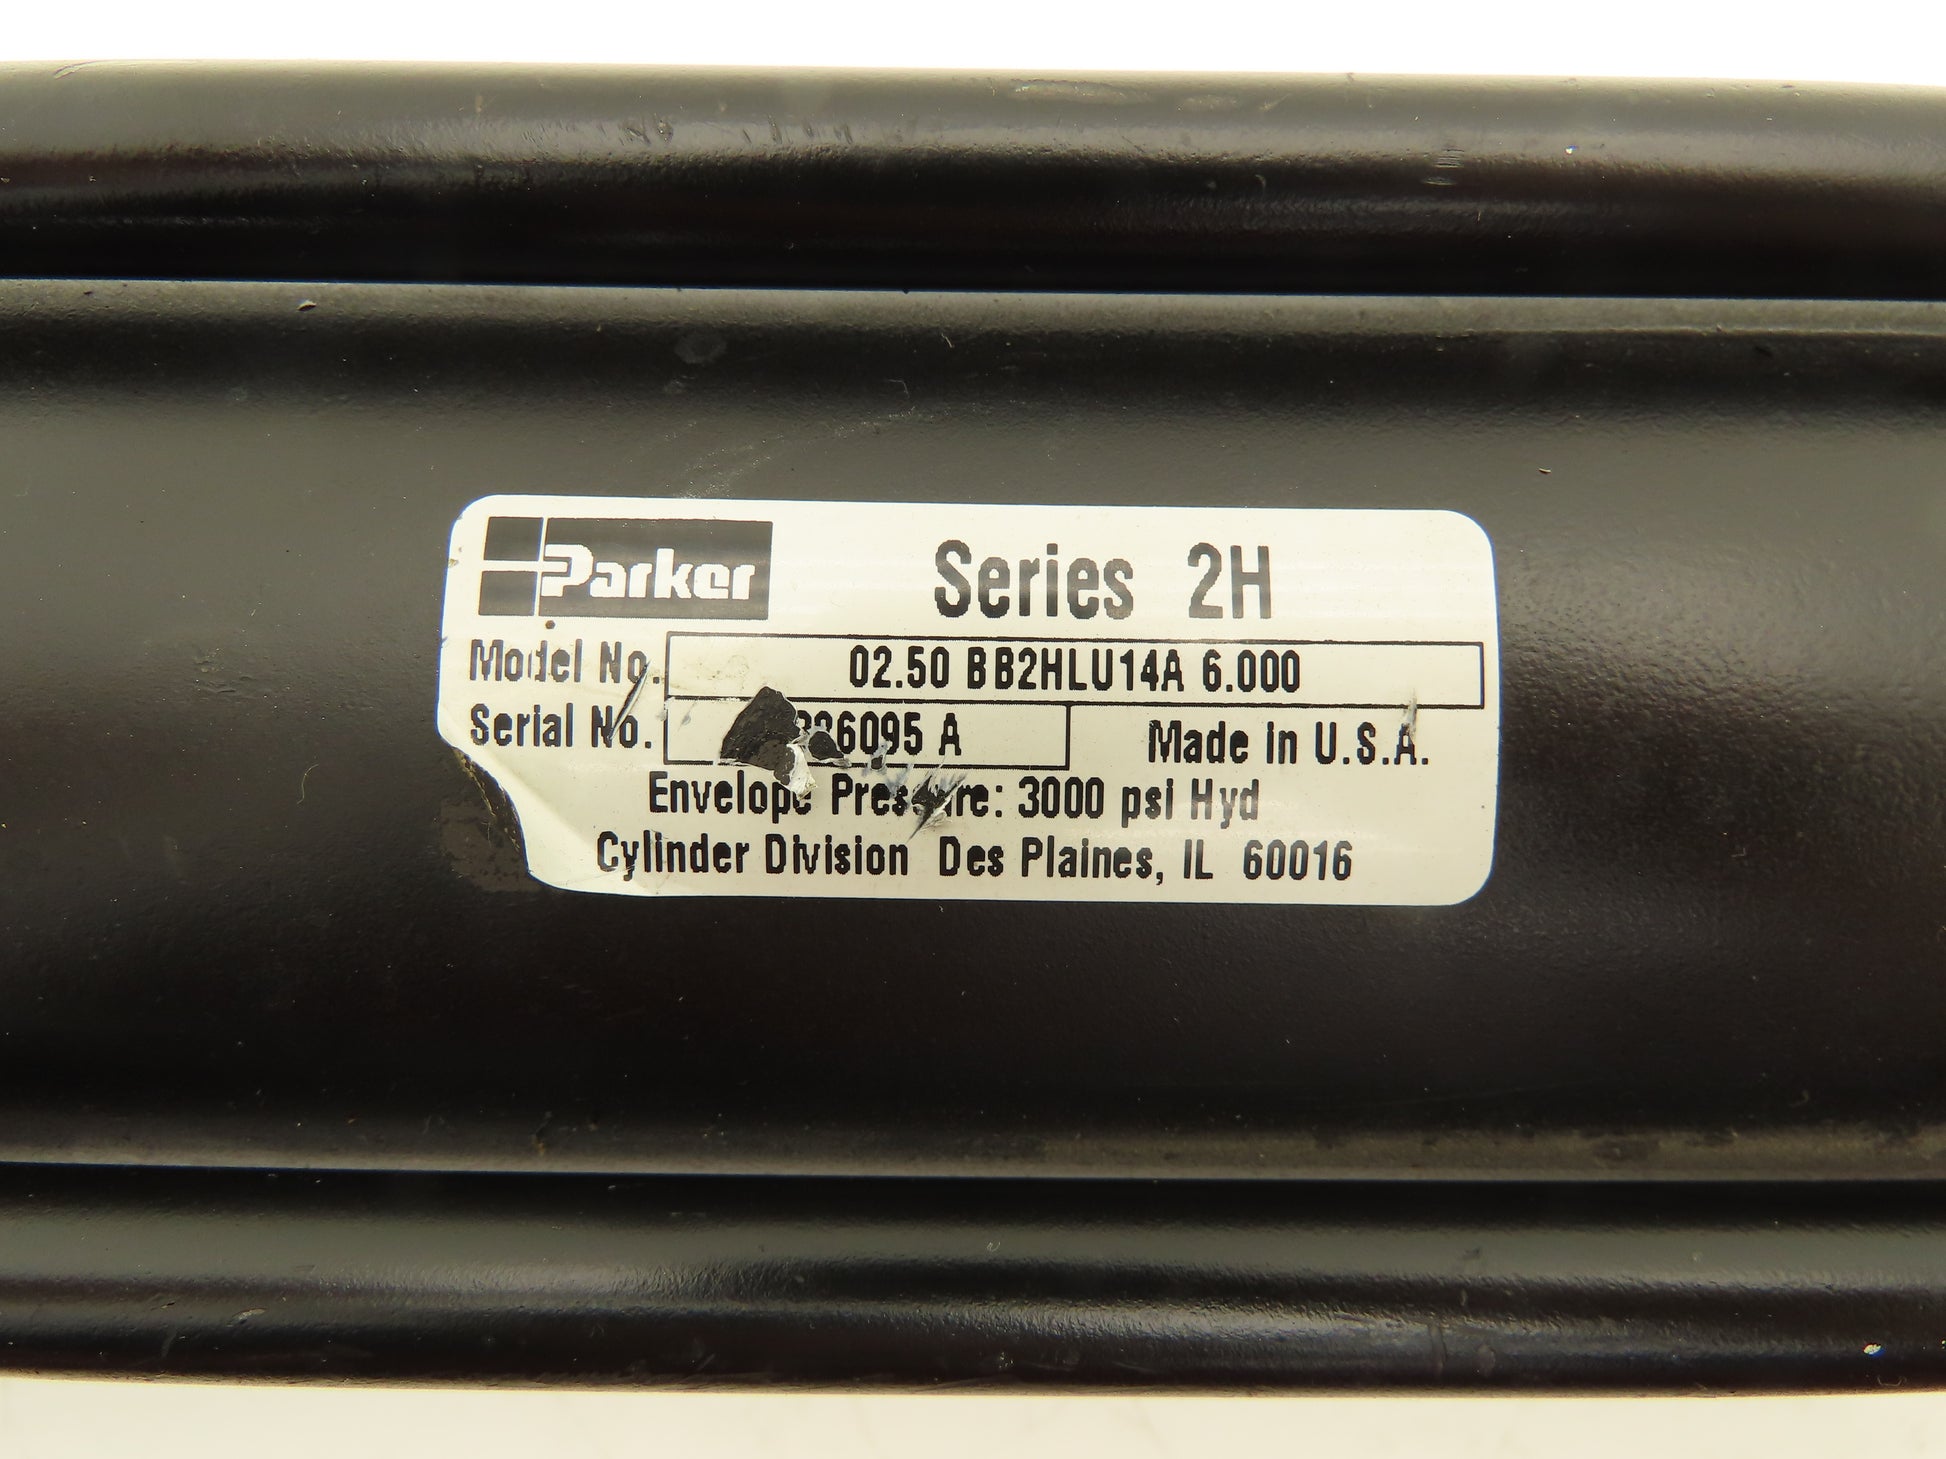 Parker Series 2H
Model No. 02.50 BB2HLU14A 6.000
Serial No. A Made in U.S.A.
Envelope Pressure: 3000 psi Hyd
Cylinder Division Des Plaines, IL 60016